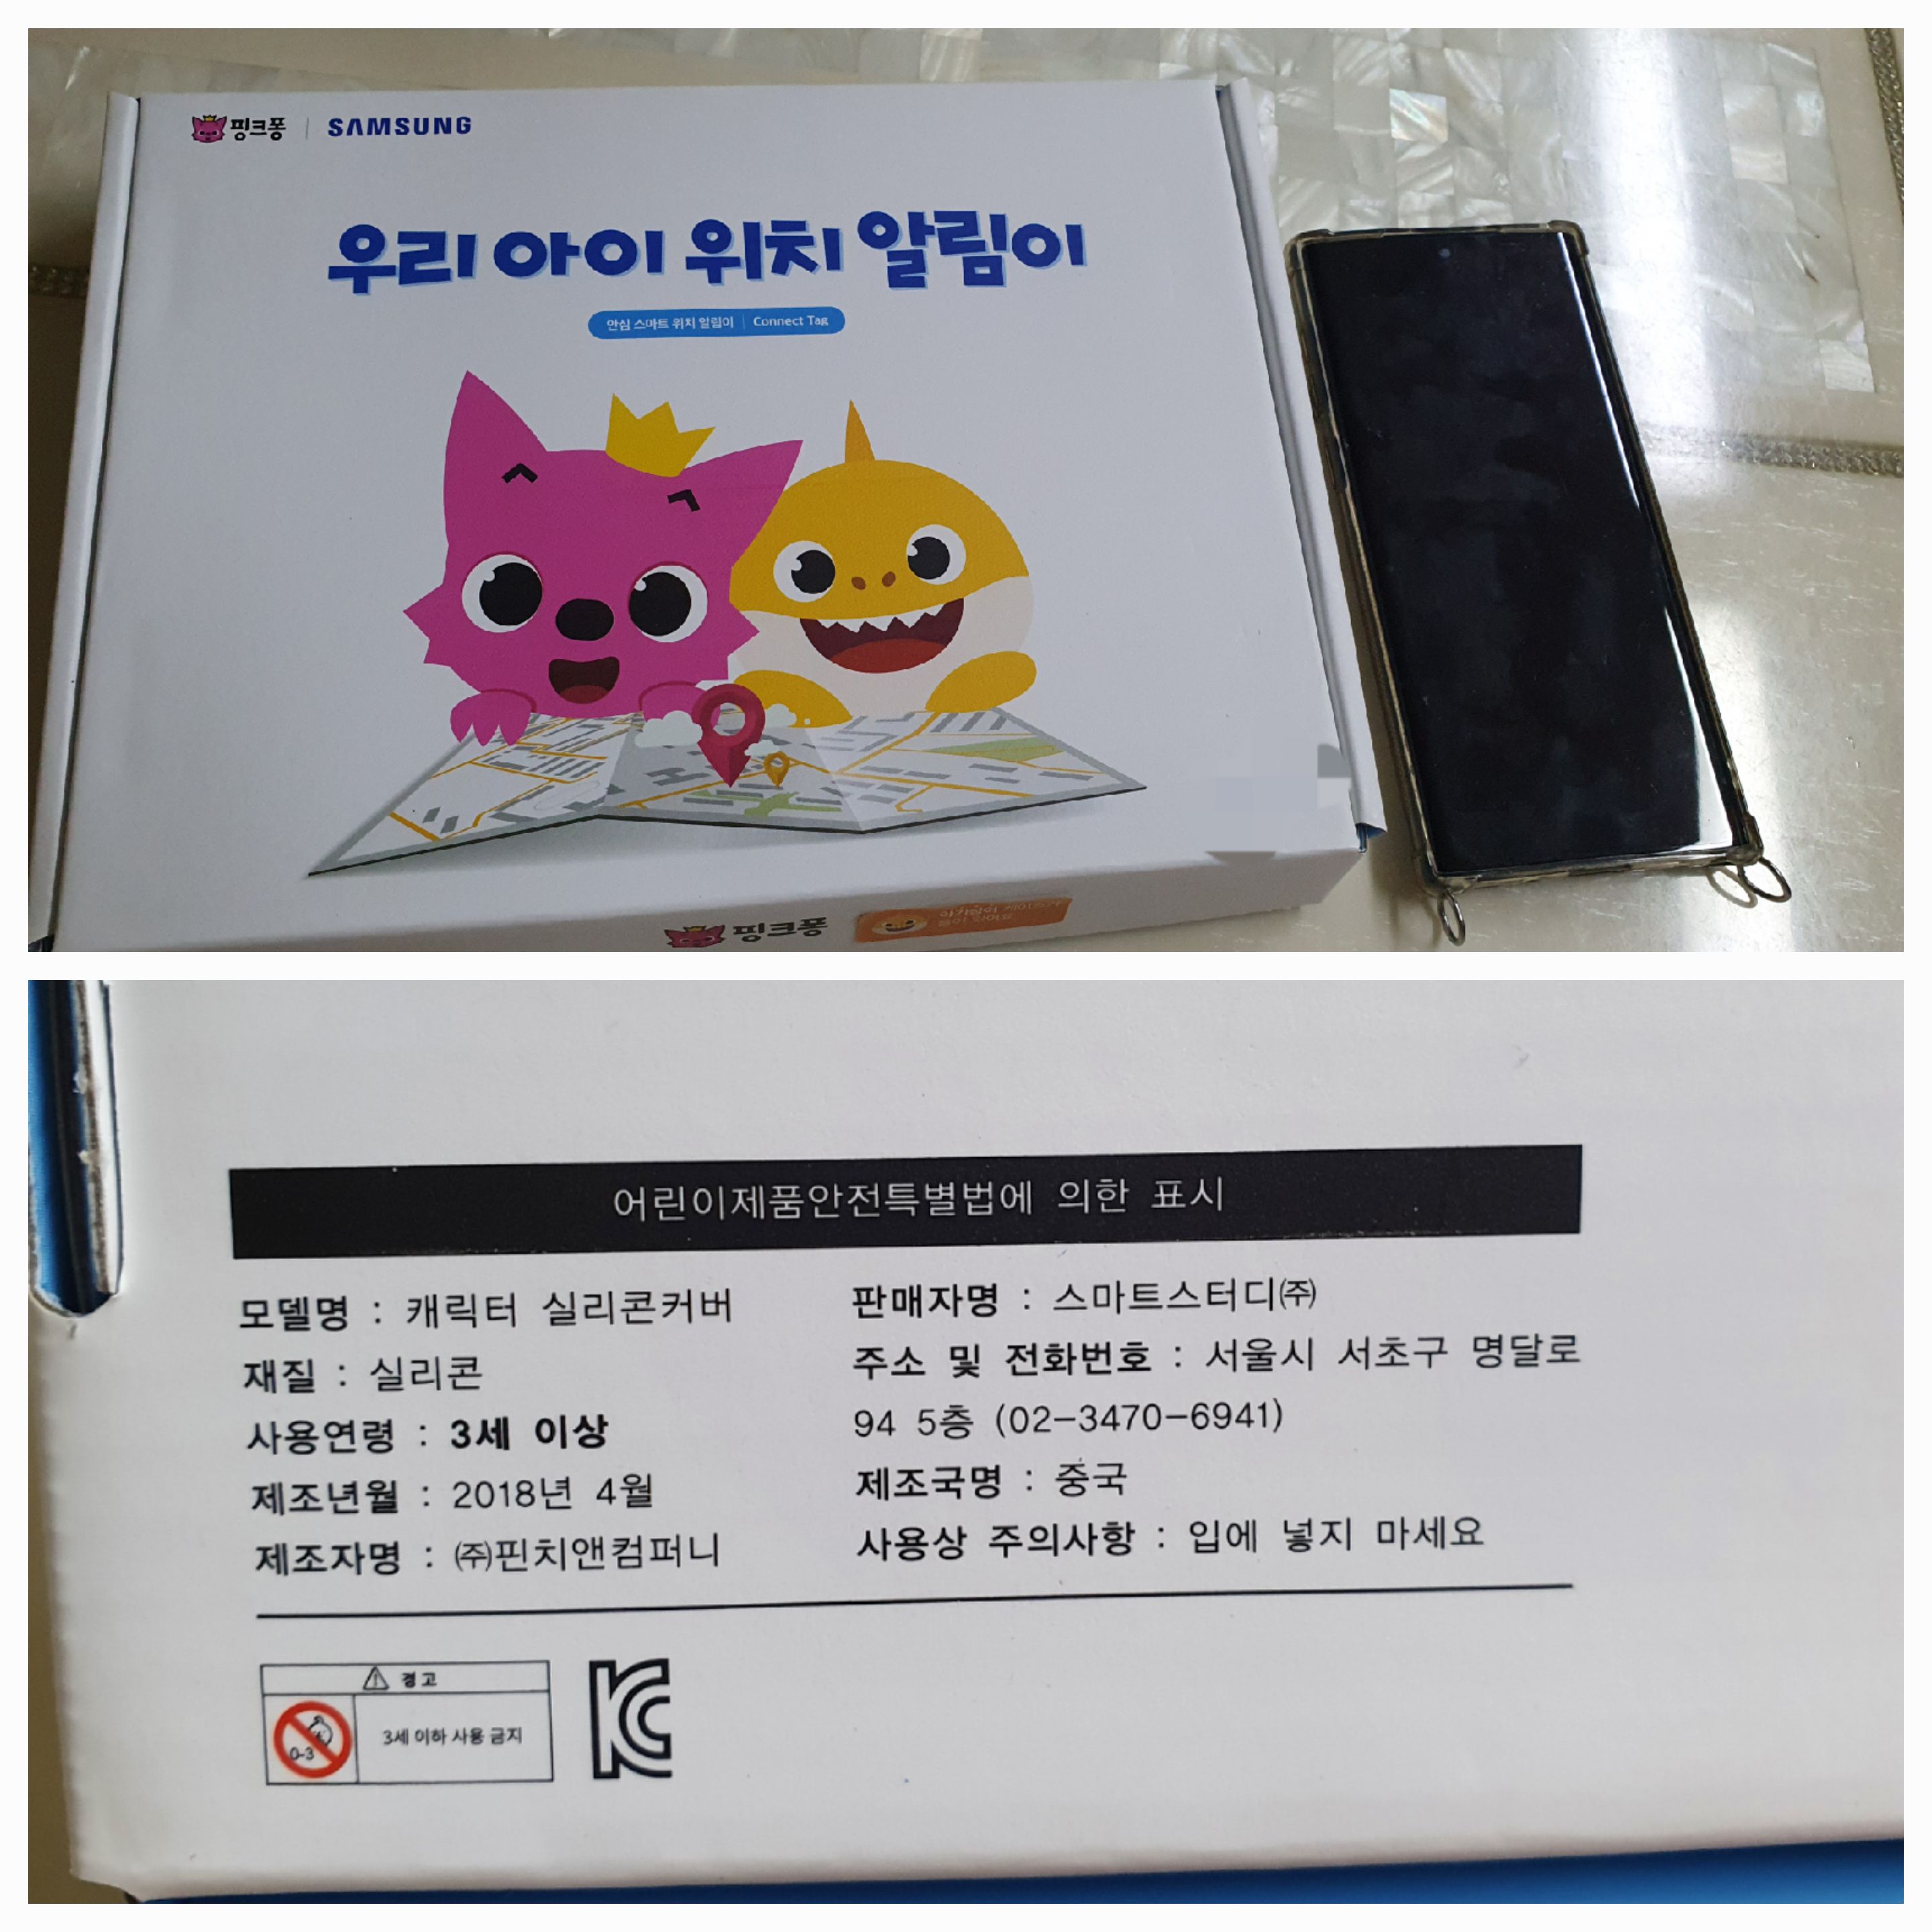 핑크퐁 | SAMSUNG
우리 아이 위치 알림이
안심 스마트 위치 알림이 | Connect Tag
핑크퐁
어린이제품안전특별법에 의한 표시
모델명 : 캐릭터 실리콘커버
재질 : 실리콘
사용연령 : 3세 이상
제조년월 : 2018년 4월
제조자명 : ㈜핀치앤컴퍼니
판매자명 : 스마트스터디㈜
주소 및 전화번호 : 서울시 서초구 명달로
94 5층 (02-3470-6941)
제조국명 : 중국
사용상 주의사항 : 입에 넣지 마세요
경고
0-3
3세 이하 사용 금지
KC